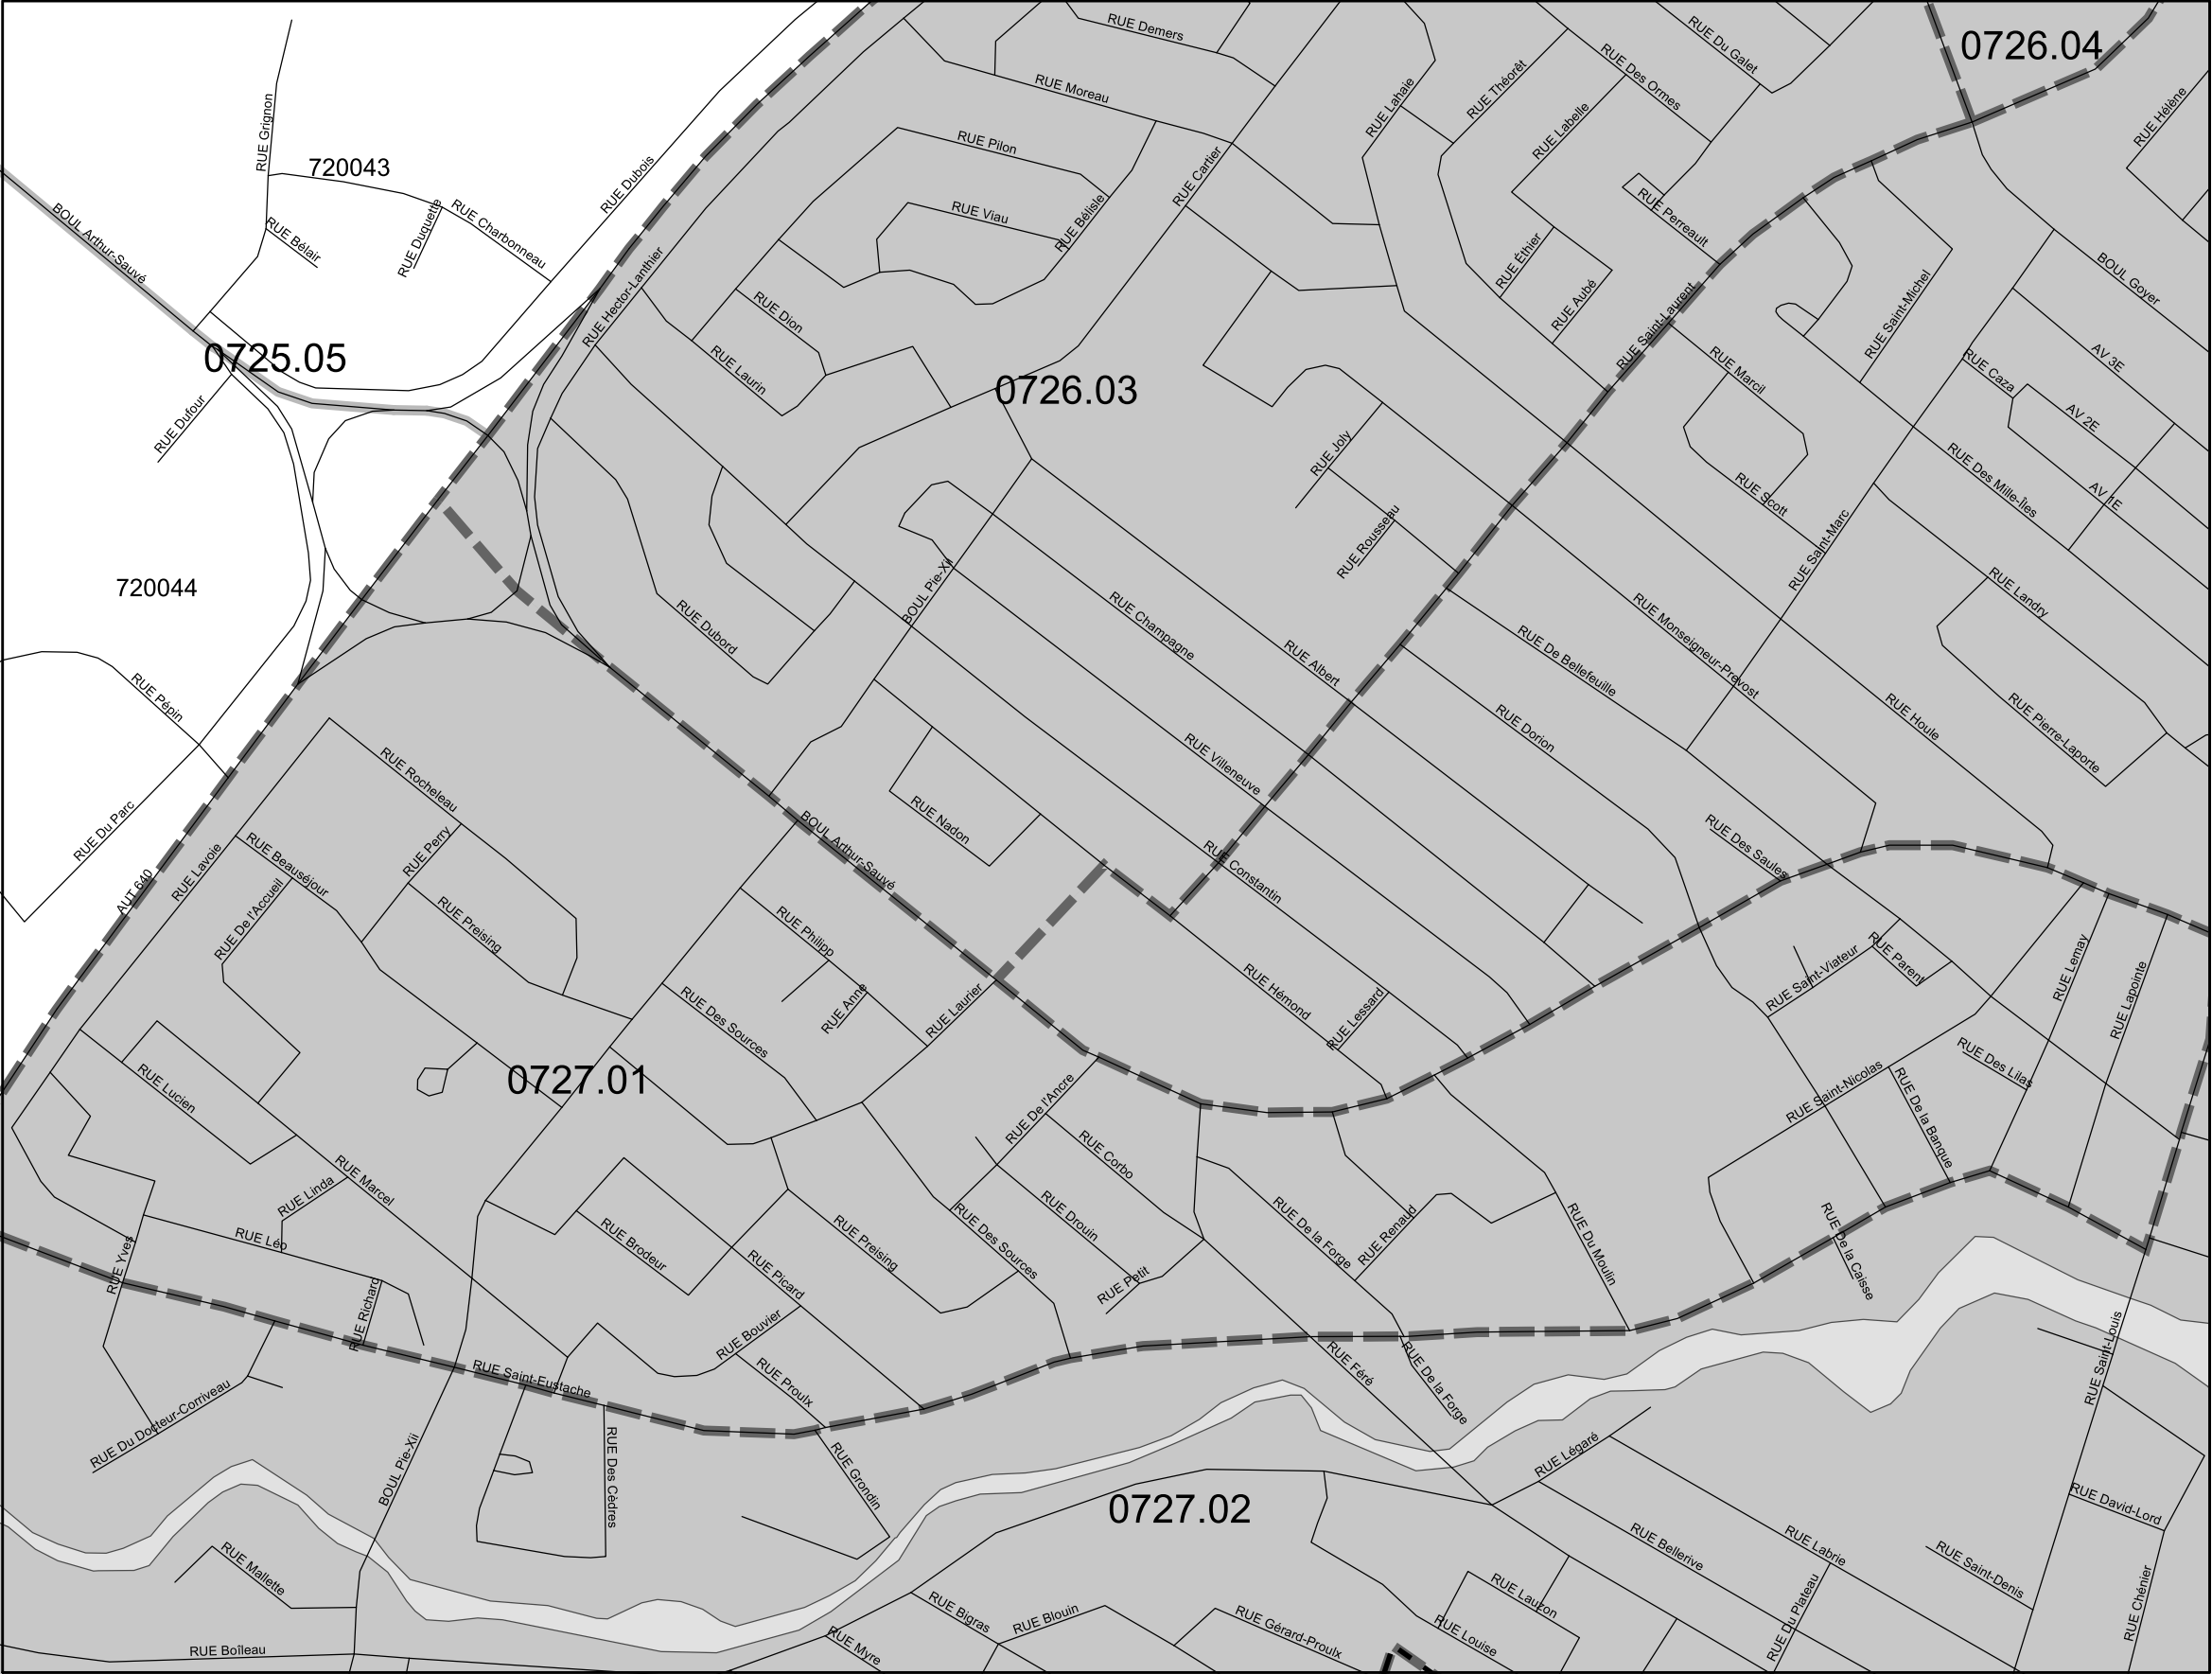 RUE Demers
RUE Du Galet
0726.04
RUE Des Ormes
RUE Théorêt
RUE Moreau
RUE Lahaie
RUE Labelle
RUE Hélène
RUE Grignon
720043
RUE Pilon
RUE Dubois
RUE Cartier
RUE Duquette
RUE Charbonneau
RUE Viau
RUE Bélisle
RUE Perreault
BOUL Arthur-Sauvé
RUE Bélair
RUE Éthier
RUE Aubé
BOUL Goyer
RUE Hector-Lanthier
RUE Dion
RUE Saint-Laurent
RUE Saint-Michel
0725.05
RUE Laurin
RUE Marcil
AV 3E
RUE Caza
0726.03
AV 2E
RUE Dufour
RUE Joly
RUE Scott
RUE Des Mille-Îles
AV 1E
RUE Rousseau
RUE Saint-Marc
720044
BOUL Pie-Xii
RUE Landry
RUE Dubord
RUE Champagne
RUE Albert
RUE De Bellefeuille
RUE Monseigneur-Prevost
RUE Pépin
RUE Dorion
RUE Houle
RUE Pierre-Laporte
RUE Rocheleau
RUE Villeneuve
RUE Du Parc
RUE Nadon
BOUL Arthur-Sauvé
RUE Perry
RUE Beauséjour
RUE Lavoie
AUT 640
RUE Constantin
RUE Des Saules
RUE De l'Accueil
RUE Preising
RUE Philipp
RUE Anne
RUE Laurier
RUE Hémond
RUE Lessard
RUE Saint-Viateur
RUE Parent
RUE Lemay
RUE Lapointe
RUE Des Sources
0727.01
RUE Lucien
RUE De l'Ancre
RUE Corbo
RUE Saint-Nicolas
RUE De la Banque
RUE Des Lilas
RUE Marcel
RUE Linda
RUE Léo
RUE Yves
RUE Richard
RUE Brodeur
RUE Picard
RUE Preising
RUE Des Sources
RUE Drouin
RUE Petit
RUE De la Forge
RUE Renaud
RUE Du Moulin
RUE De la Caisse
RUE Bouvier
RUE Proulx
RUE Saint-Eustache
RUE Féré
RUE De la Forge
RUE Saint-Louis
RUE Du Docteur-Corriveau
BOUL Pie-Xii
RUE Des Cèdres
RUE Grondin
RUE Légaré
0727.02
RUE David-Lord
RUE Mallette
RUE Bellerive
RUE Labrie
RUE Saint-Denis
RUE Chénier
RUE Bigras
RUE Blouin
RUE Gérard-Proulx
RUE Lauzon
RUE Louise
RUE Du Plateau
RUE Boîleau
RUE Myre